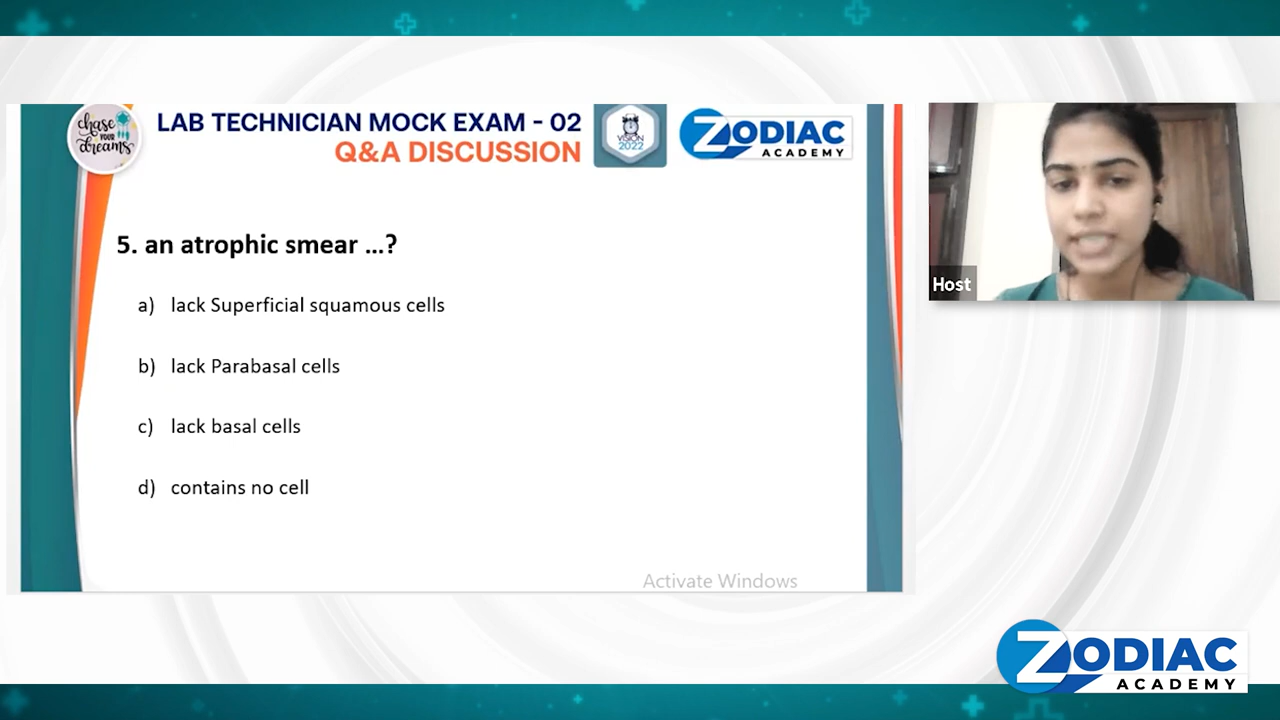 chase
YOUR
dreams
LAB TECHNICIAN MOCK EXAM - 02
Q&A DISCUSSION
VISION
2022
ZODIAC
ACADEMY
5. an atrophic smear ...?
a) lack Superficial squamous cells
b) lack Parabasal cells
c) lack basal cells
d) contains no cell
Activate Windows
Host
ZODIAC
ACADEMY